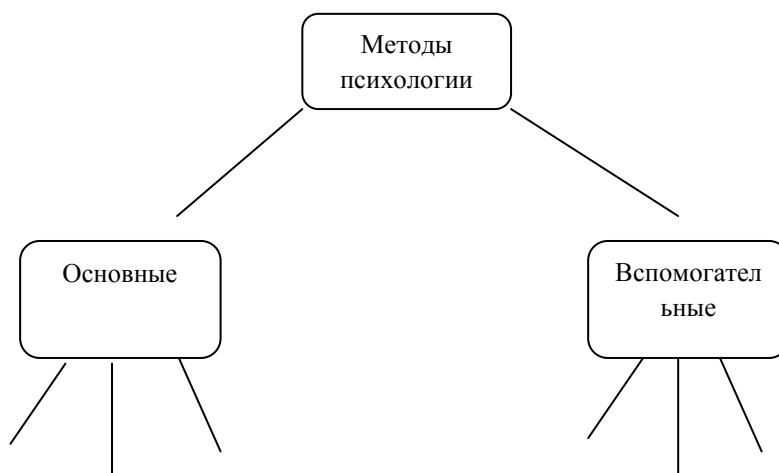 Методы
психологии
Основные
Вспомогател
ьные